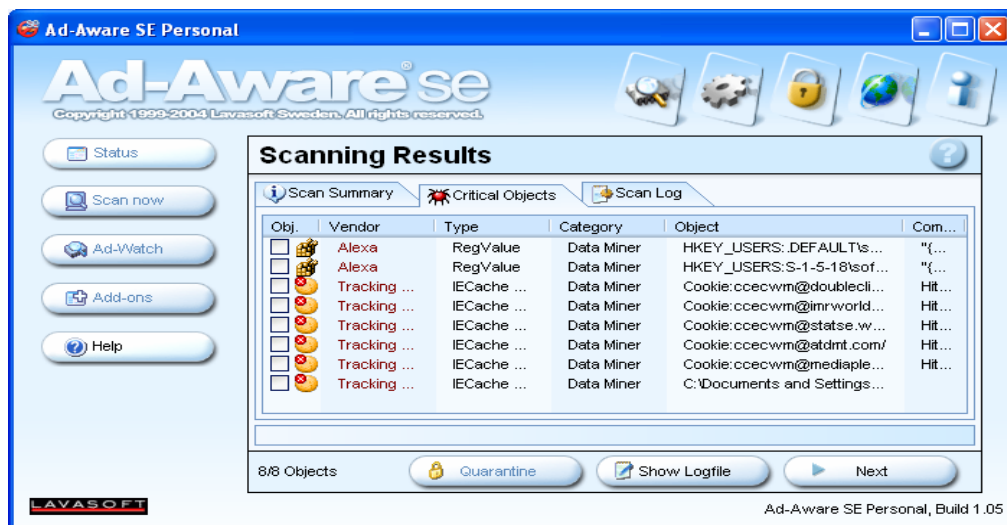 Ad-Aware SE Personal
Ad-Aware® se
Copyright 1999-2004 Lavasoft Sweden. All rights reserved.
Status
Scan now
Ad-Watch
Add-ons
Help
Scanning Results
?
Scan Summary
Critical Objects
Scan Log
Obj. Vendor Type Category Object Com...
Alexa RegValue Data Miner HKEY_USERS:.DEFAULT\s... "{...
Alexa RegValue Data Miner HKEY_USERS:S-1-5-18\sof... "{...
Tracking ... IECache ... Data Miner Cookie:ccecwm@doublecli... Hit...
Tracking ... IECache ... Data Miner Cookie:ccecwm@imrworld... Hit...
Tracking ... IECache ... Data Miner Cookie:ccecwm@statse.w... Hit...
Tracking ... IECache ... Data Miner Cookie:ccecwm@atdmt.com/ Hit...
Tracking ... IECache ... Data Miner Cookie:ccecwm@mediaple... Hit...
Tracking ... IECache ... Data Miner C:\Documents and Settings...
8/8 Objects
Quarantine
Show Logfile
Next
LAVASOFT
Ad-Aware SE Personal, Build 1.05